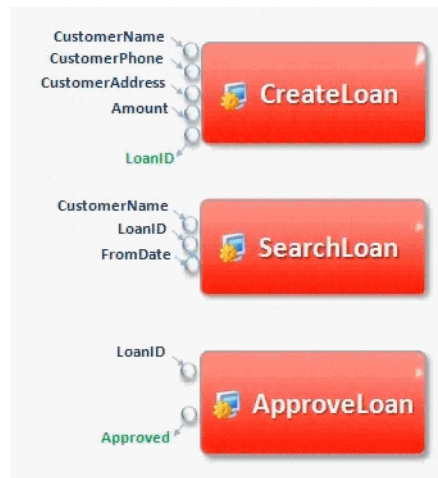 CustomerName
CustomerPhone
CustomerAddress
Amount
LoanID
CreateLoan
CustomerName
LoanID
FromDate
SearchLoan
LoanID
Approved
ApproveLoan